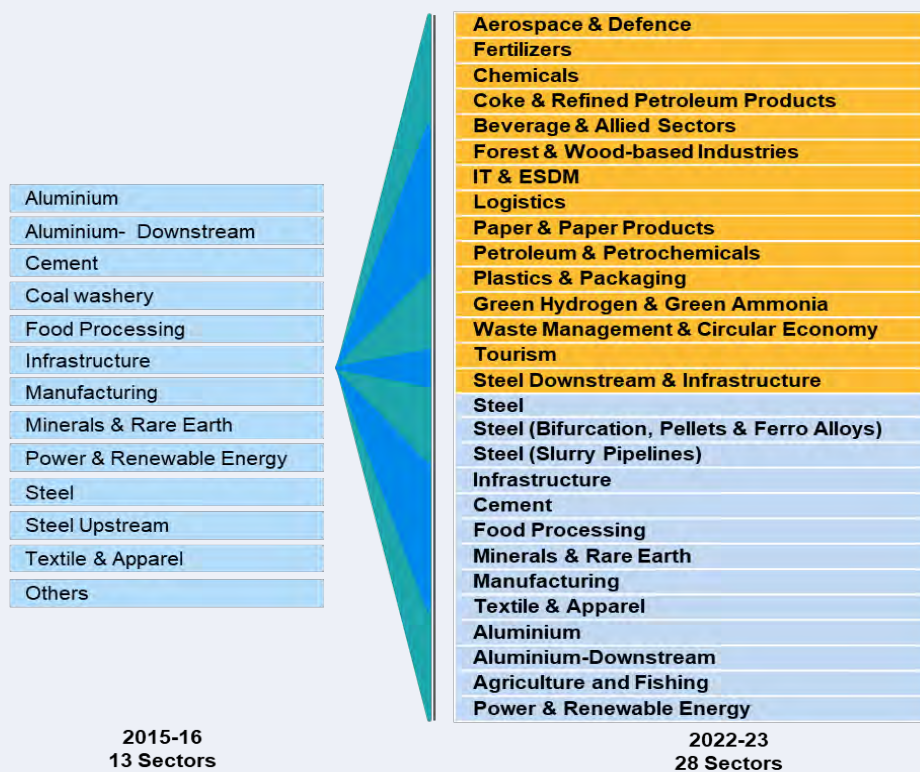 Aluminium
Aluminium- Downstream
Cement
Coal washery
Food Processing
Infrastructure
Manufacturing
Minerals & Rare Earth
Power & Renewable Energy
Steel
Steel Upstream
Textile & Apparel
Others
2015-16
13 Sectors
Aerospace & Defence
Fertilizers
Chemicals
Coke & Refined Petroleum Products
Beverage & Allied Sectors
Forest & Wood-based Industries
IT & ESDM
Logistics
Paper & Paper Products
Petroleum & Petrochemicals
Plastics & Packaging
Green Hydrogen & Green Ammonia
Waste Management & Circular Economy
Tourism
Steel Downstream & Infrastructure
Steel
Steel (Bifurcation, Pellets & Ferro Alloys)
Steel (Slurry Pipelines)
Infrastructure
Cement
Food Processing
Minerals & Rare Earth
Manufacturing
Textile & Apparel
Aluminium
Aluminium-Downstream
Agriculture and Fishing
Power & Renewable Energy
2022-23
28 Sectors